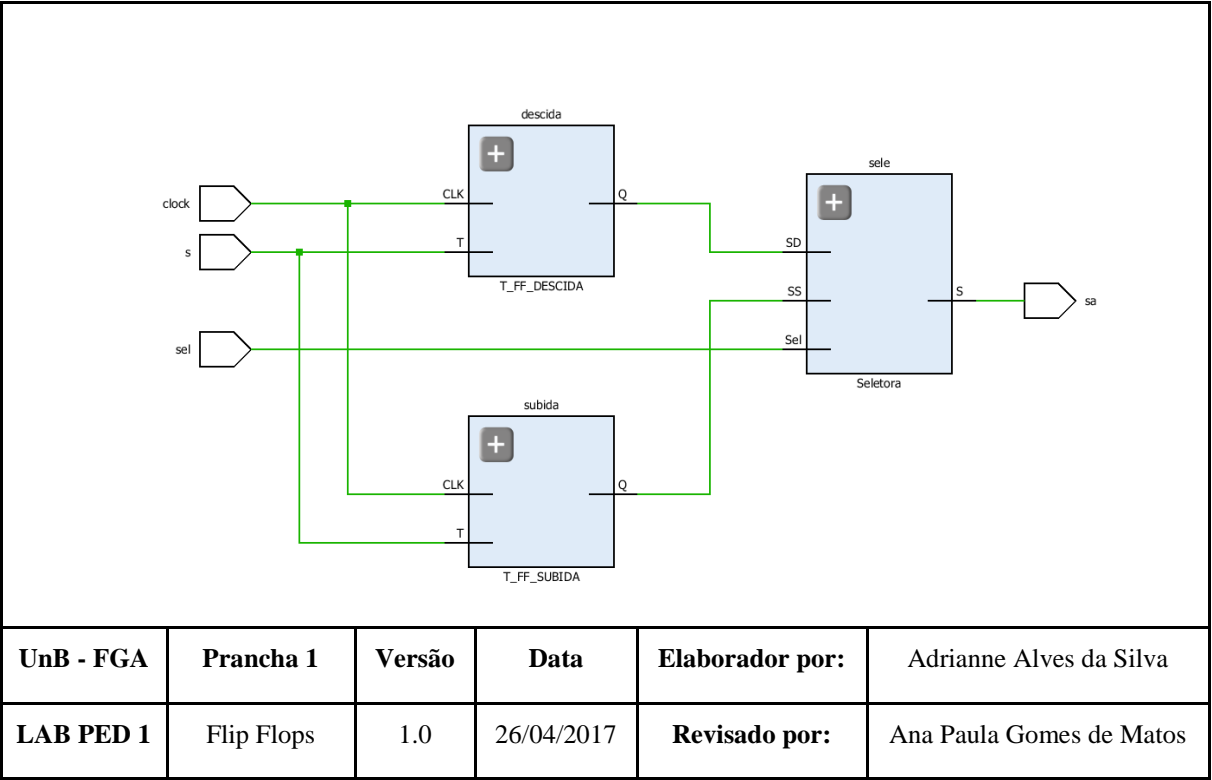 descida
CLK
T
Q
T_FF_DESCIDA
clock
s
sel
sele
SD
SS
Sel
S
Seletora
sa
subida
CLK
T
Q
T_FF_SUBIDA
UnB - FGA Prancha 1 Versão Data Elaborador por: Adrianne Alves da Silva
LAB PED 1 Flip Flops 1.0 26/04/2017 Revisado por: Ana Paula Gomes de Matos